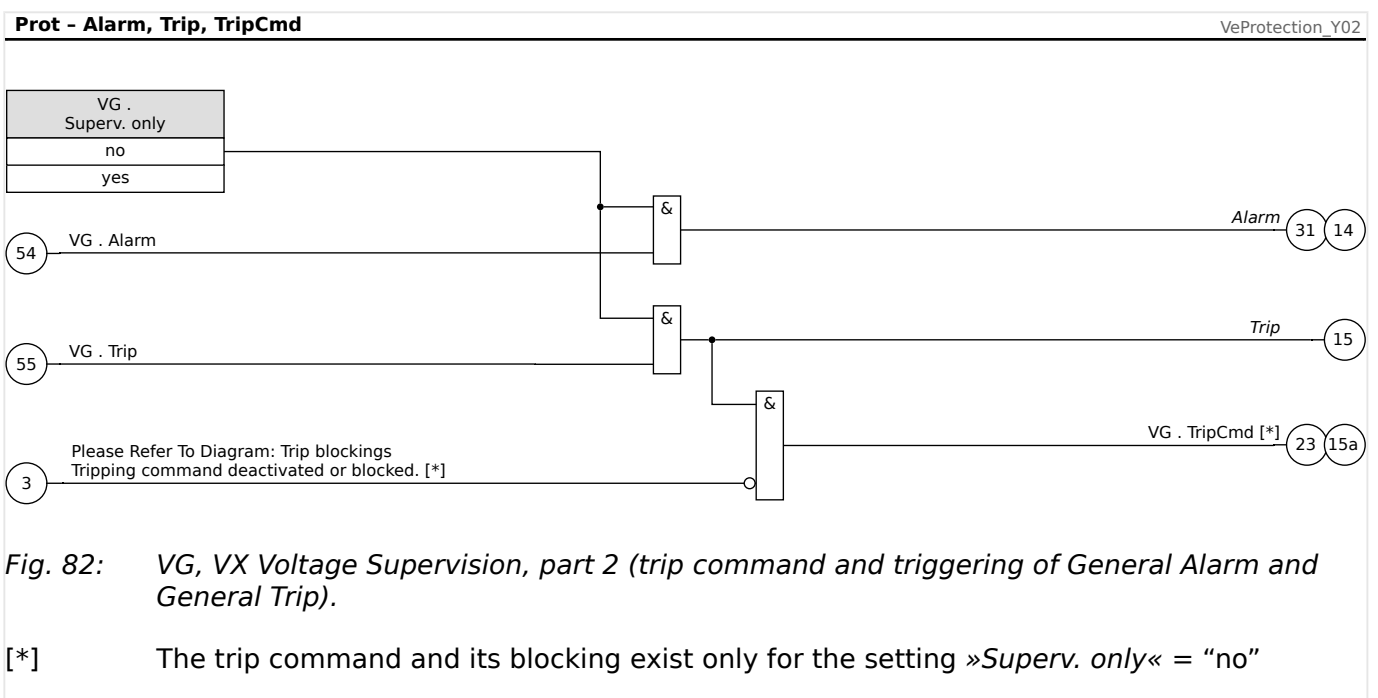 Prot – Alarm, Trip, TripCmd
VeProtection_Y02
VG .
Superv. only
no
yes
&
Alarm
31
14
VG . Alarm
54
&
Trip
15
VG . Trip
55
&
VG . TripCmd [*]
23
15a
Please Refer To Diagram: Trip blockings
Tripping command deactivated or blocked. [*]
3
Fig. 82: VG, VX Voltage Supervision, part 2 (trip command and triggering of General Alarm and
General Trip).
[*] The trip command and its blocking exist only for the setting »Superv. only« = “no”